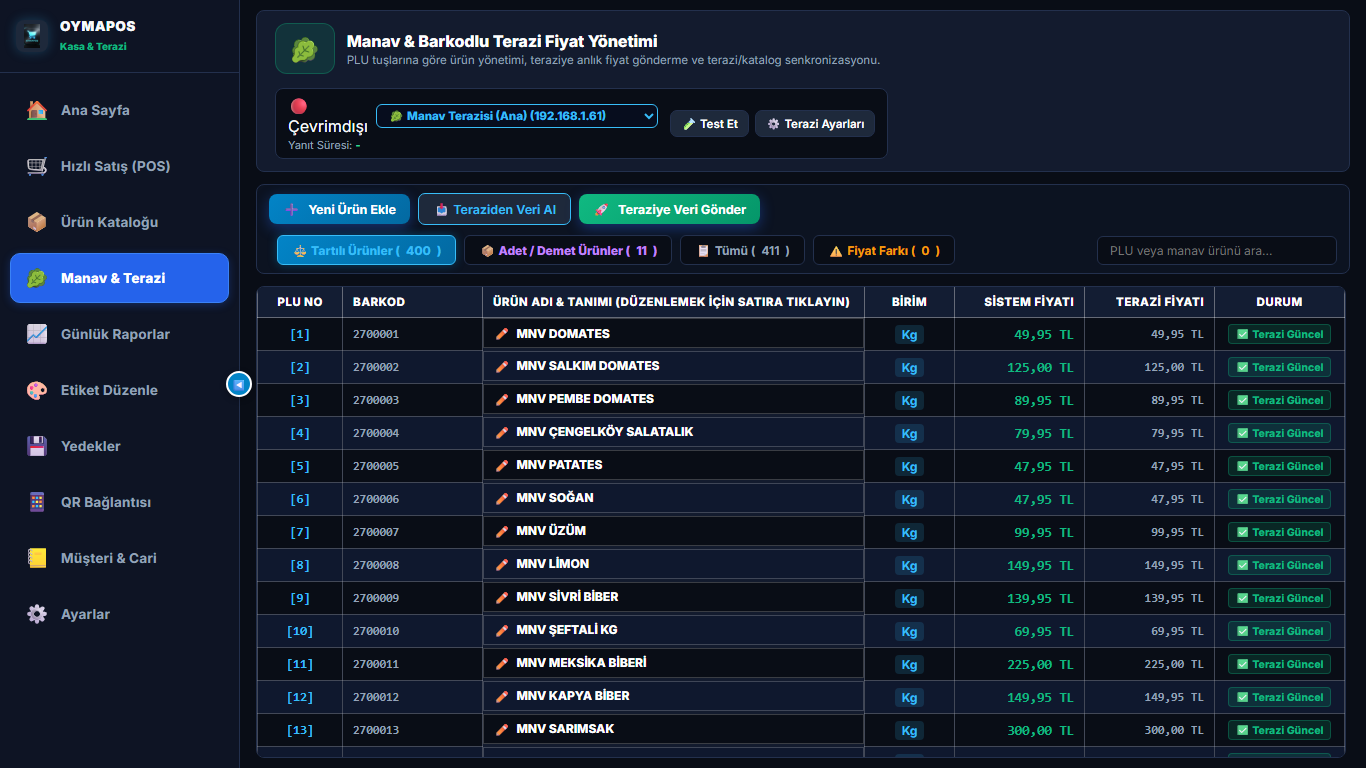 OYMAPOS
Kasa & Terazi
Ana Sayfa
Hızlı Satış (POS)
Ürün Kataloğu
Manav & Terazi
Günlük Raporlar
Etiket Düzenle
Yedekler
QR Bağlantısı
Müşteri & Cari
Ayarlar
Manav & Barkodlu Terazi Fiyat Yönetimi
PLU tuşlarına göre ürün yönetimi, teraziye anlık fiyat gönderme ve terazi/katalog senkronizasyonu.
Çevrimdışı
Yanıt Süresi: -
Manav Terazisi (Ana) (192.168.1.61)
Test Et
Terazi Ayarları
Yeni Ürün Ekle
Teraziden Veri Al
Teraziye Veri Gönder
Tartılı Ürünler ( 400 )
Adet / Demet Ürünler ( 11 )
Tümü ( 411 )
Fiyat Farkı ( 0 )
PLU veya manav ürünü ara...
PLU NO BARKOD ÜRÜN ADI & TANIMI (DÜZENLEMEK İÇİN SATIRA TIKLAYIN) BİRİM SİSTEM FİYATI TERAZİ FİYATI DURUM
[1] 2700001 MNV DOMATES Kg 49,95 TL 49,95 TL Terazi Güncel
[2] 2700002 MNV SALKIM DOMATES Kg 125,00 TL 125,00 TL Terazi Güncel
[3] 2700003 MNV PEMBE DOMATES Kg 89,95 TL 89,95 TL Terazi Güncel
[4] 2700004 MNV ÇENGELKÖY SALATALIK Kg 79,95 TL 79,95 TL Terazi Güncel
[5] 2700005 MNV PATATES Kg 47,95 TL 47,95 TL Terazi Güncel
[6] 2700006 MNV SOĞAN Kg 47,95 TL 47,95 TL Terazi Güncel
[7] 2700007 MNV ÜZÜM Kg 99,95 TL 99,95 TL Terazi Güncel
[8] 2700008 MNV LİMON Kg 149,95 TL 149,95 TL Terazi Güncel
[9] 2700009 MNV SİVRİ BİBER Kg 139,95 TL 139,95 TL Terazi Güncel
[10] 2700010 MNV ŞEFTALİ KG Kg 69,95 TL 69,95 TL Terazi Güncel
[11] 2700011 MNV MEKSİKA BİBERİ Kg 225,00 TL 225,00 TL Terazi Güncel
[12] 2700012 MNV KAPYA BİBER Kg 149,95 TL 149,95 TL Terazi Güncel
[13] 2700013 MNV SARIMSAK Kg 300,00 TL 300,00 TL Terazi Güncel